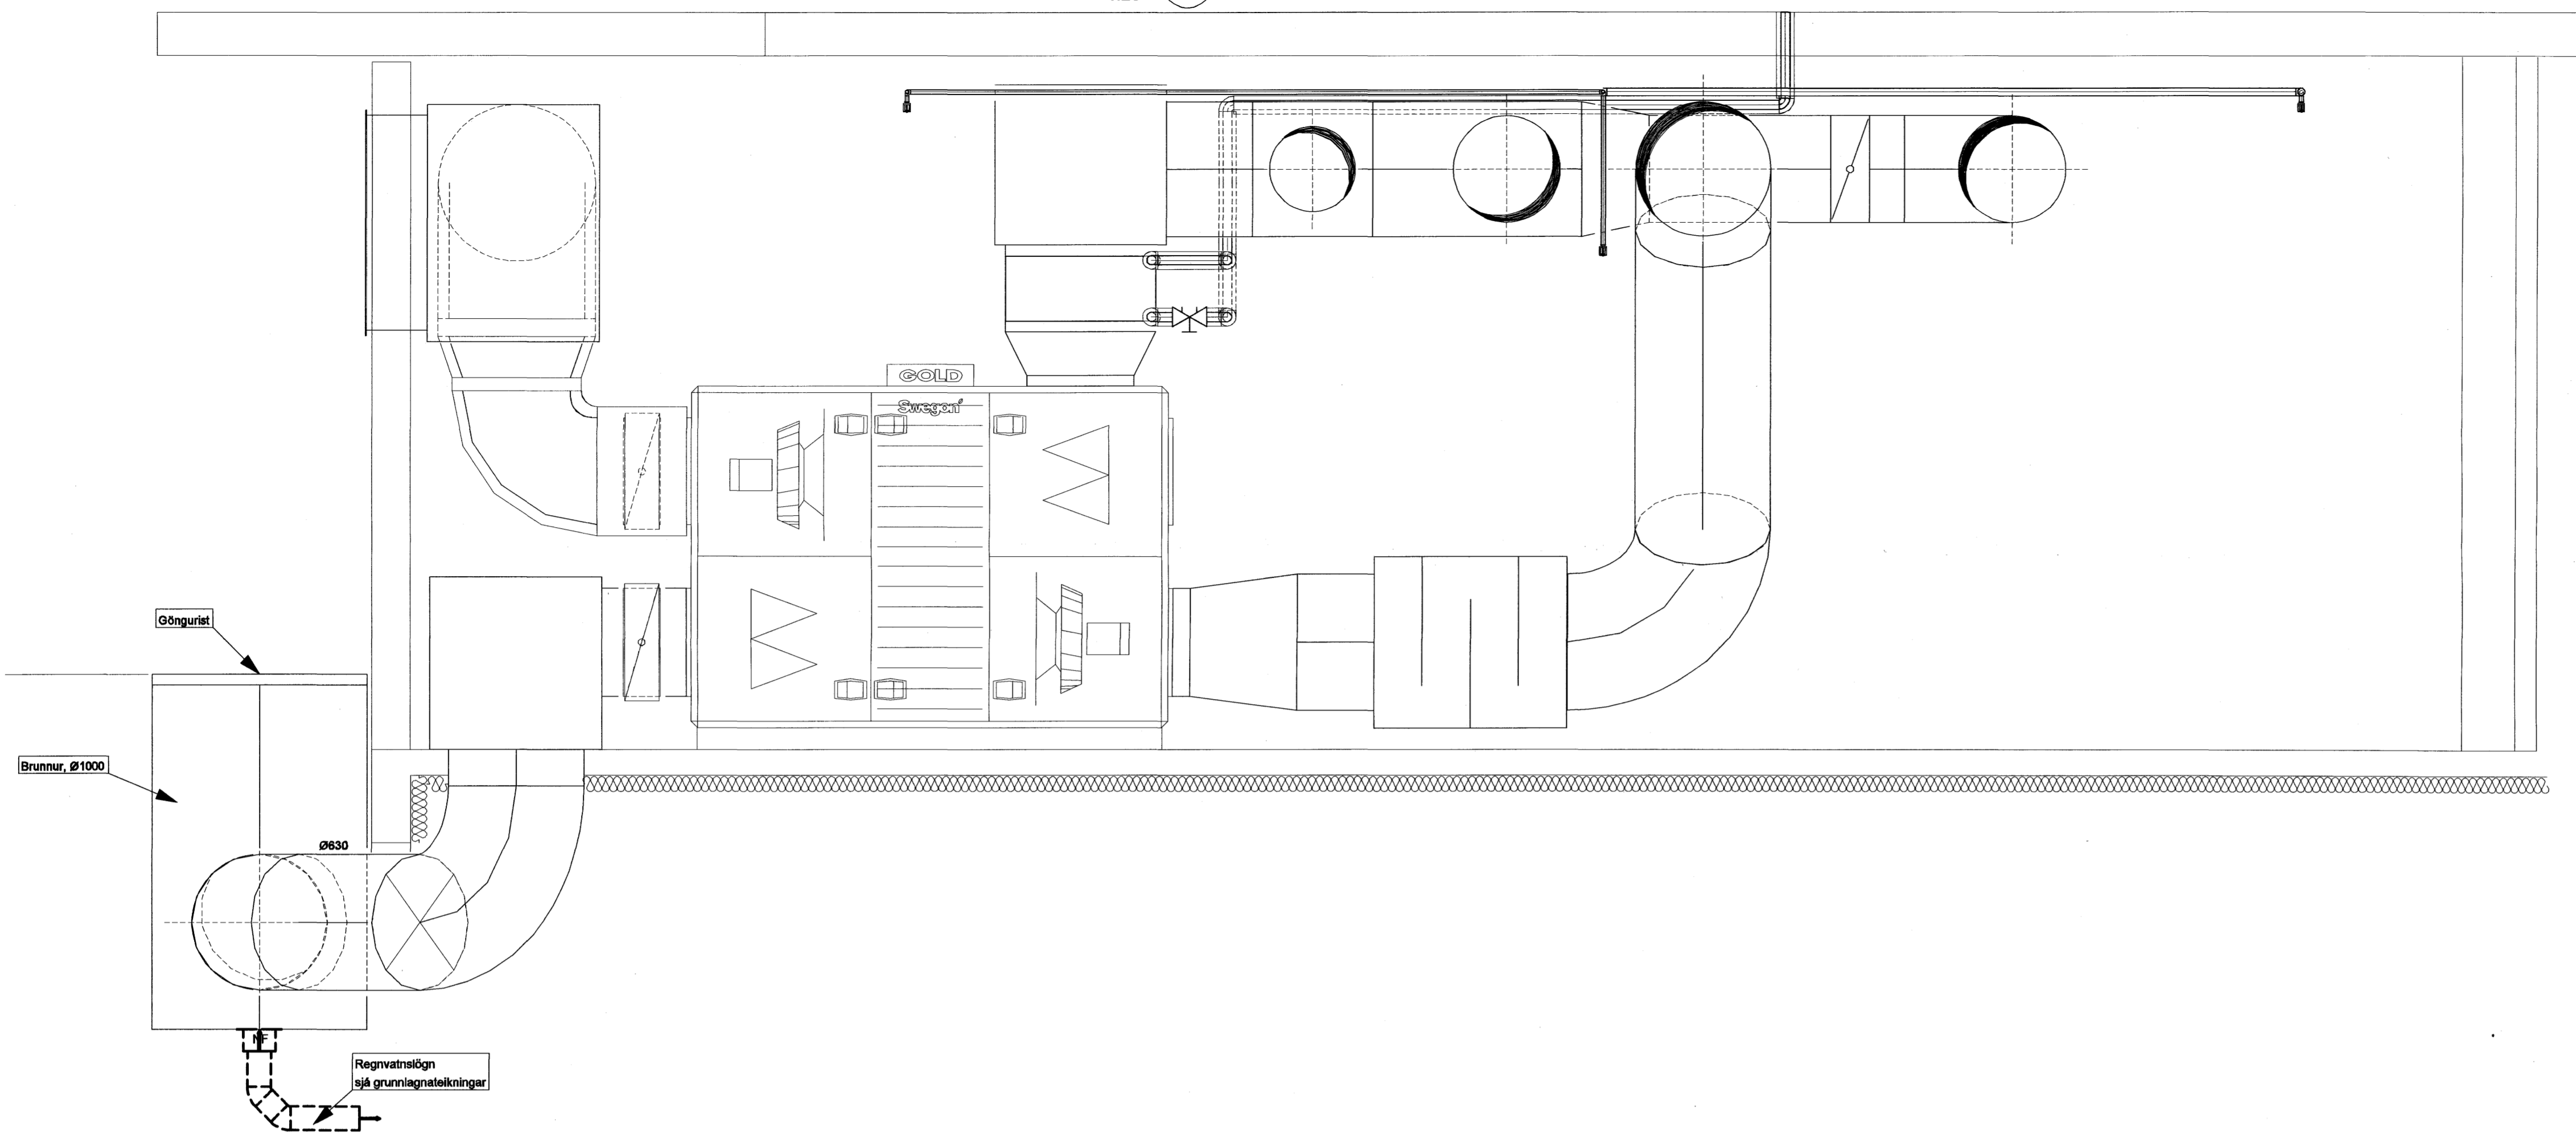 GOLD
Swegon
Göngurist
Brunnur, Ø1000
Ø630
Regnvatnslögn
sjá grunnlagnateikningar